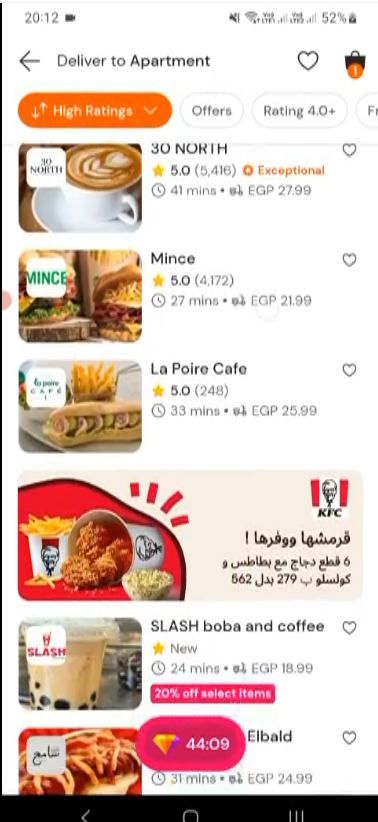 20:12
52%
Deliver to Apartment
1
High Ratings
Offers
Rating 4.0+
Fr
30
NORTH
30 NORTH
5.0 (5,416) Exceptional
41 mins • EGP 27.99
MINCE
Mince
5.0 (4,172)
27 mins • EGP 21.99
la poire
CAFÉ
La Poire Cafe
5.0 (248)
33 mins • EGP 25.99
KFC
قرمشها ووفرها !
6 قطع دجاج مع بطاطس و
كولسلو ب 279 بدل 562
SLASH
SLASH boba and coffee
New
24 mins • EGP 18.99
20% off select items
سامح
Elbald
44:09
31 mins • EGP 24.99